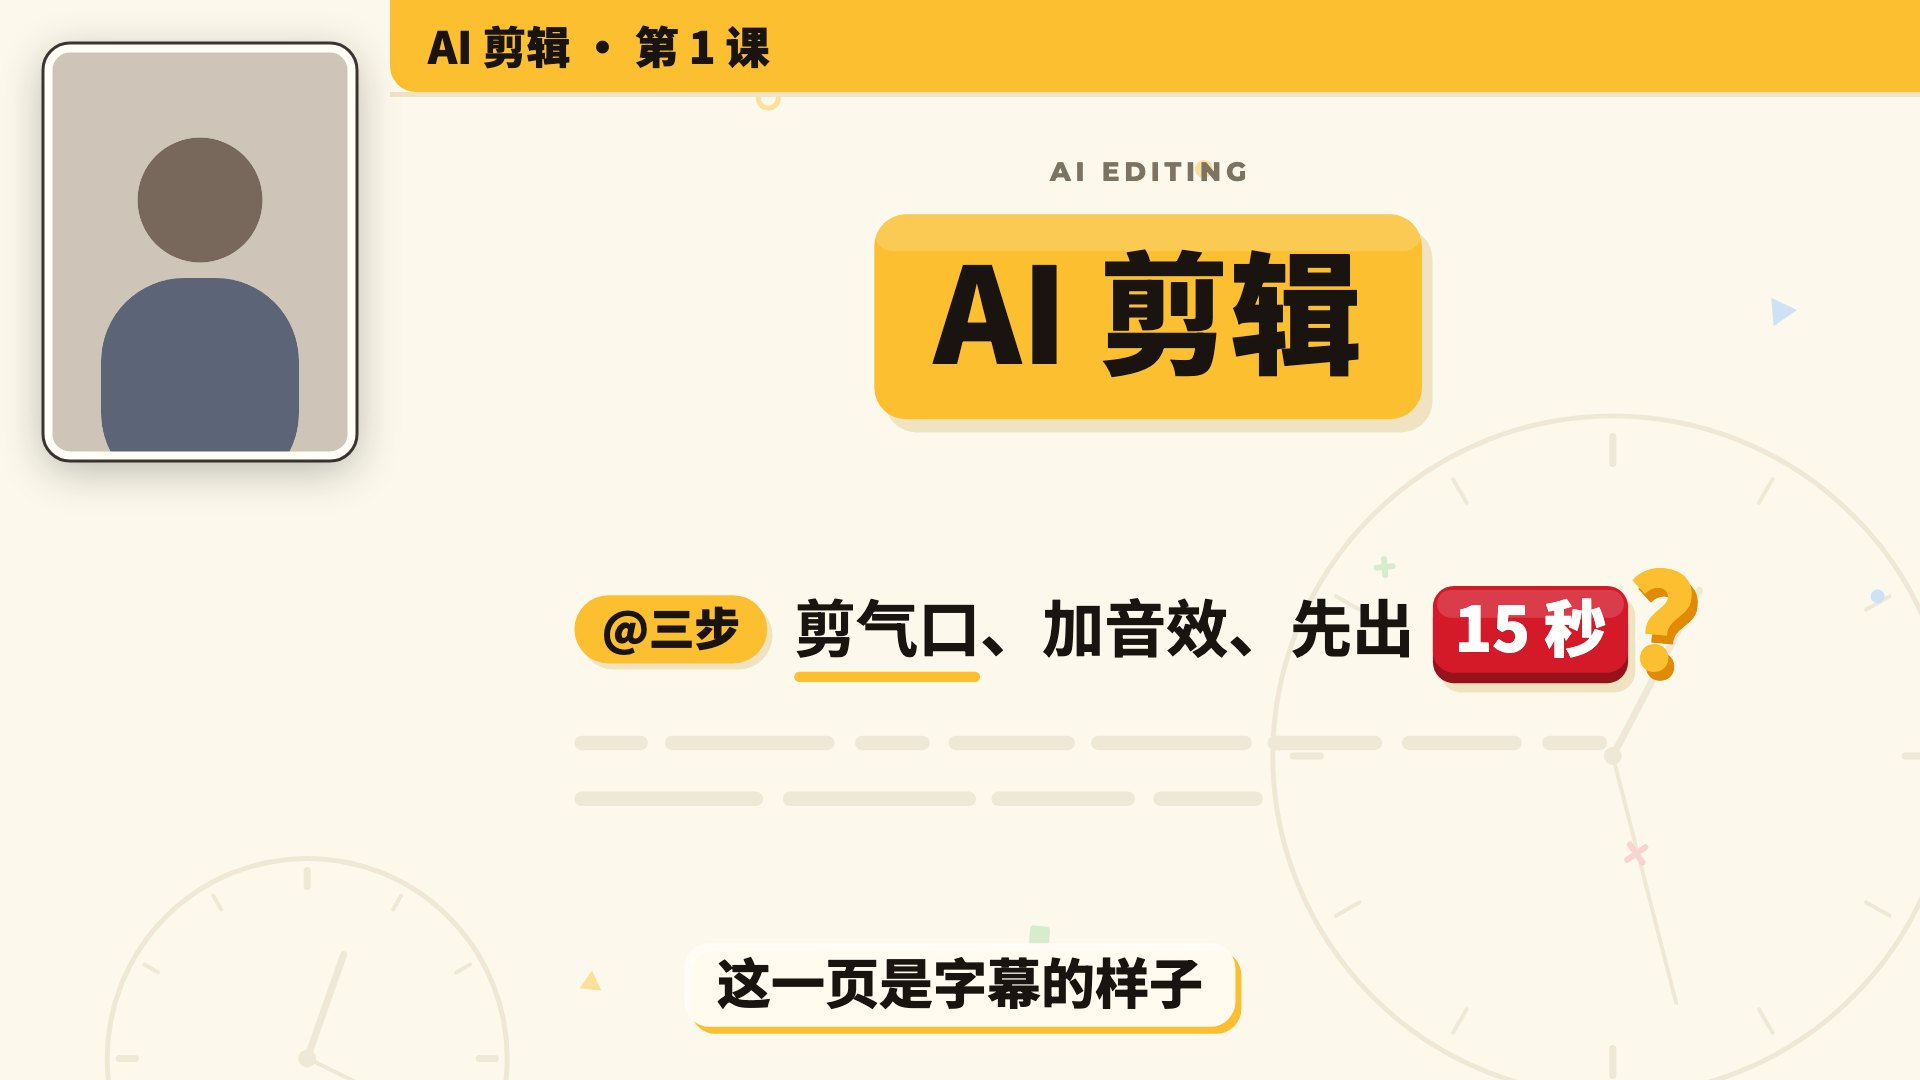 AI 剪辑 · 第 1 课
AI EDITING
AI 剪辑
@三步 剪气口、加音效、先出 15 秒 ?
这一页是字幕的样子